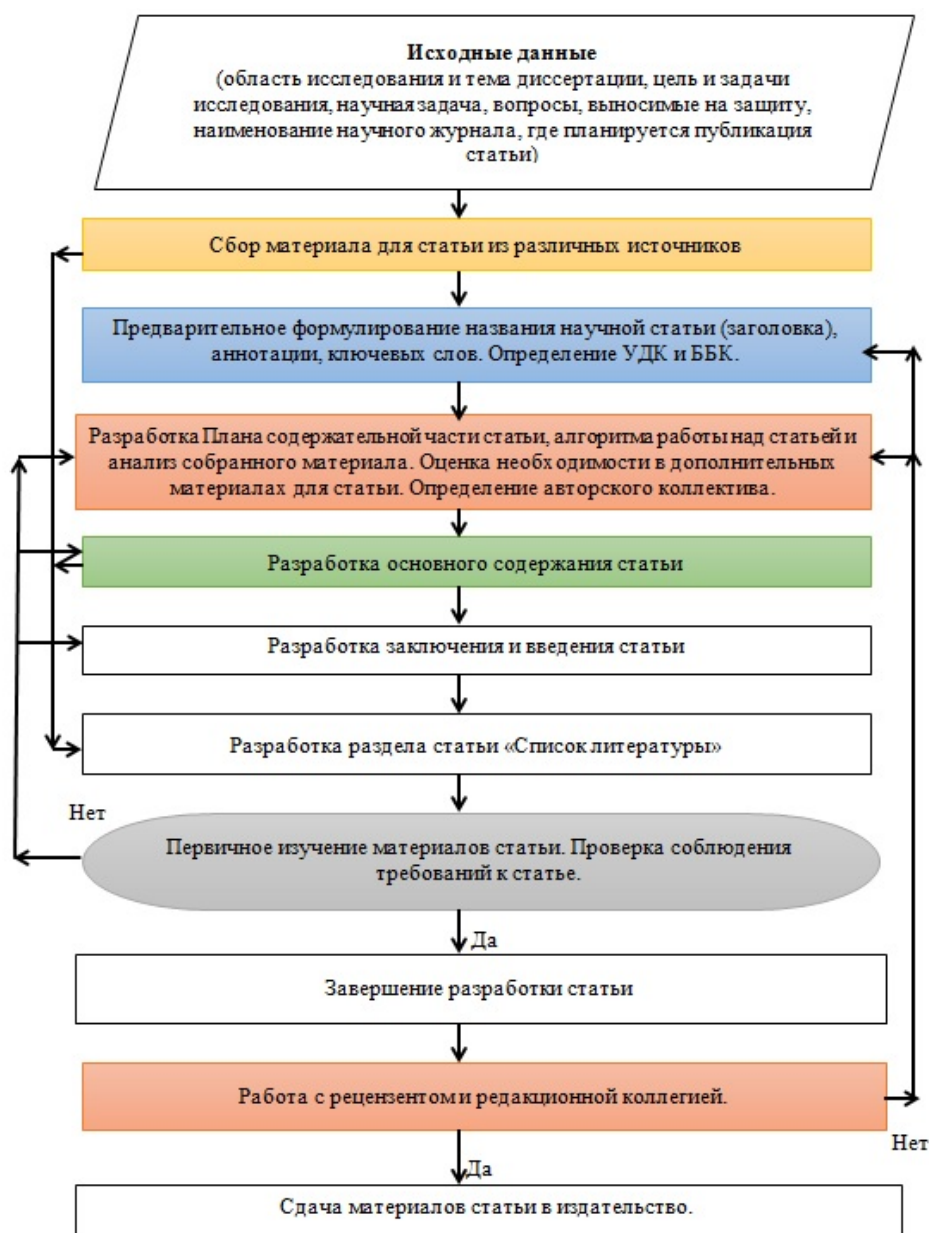 Исходные данные
(область исследования и тема диссертации, цель и задачи
исследования, научная задача, вопросы, выносимые на защиту,
наименование научного журнала, где планируется публикация
статьи)
Сбор материала для статьи из различных источников
Предварительное формулирование названия научной статьи (заголовка),
аннотации, ключевых слов. Определение УДК и ББК.
Разработка Плана содержательной части статьи, алгоритма работы над статьей и
анализ собранного материала. Оценка необходимости в дополнительных
материалах для статьи. Определение авторского коллектива.
Разработка основного содержания статьи
Разработка заключения и введения статьи
Разработка раздела статьи «Список литературы»
Нет
Первичное изучение материалов статьи. Проверка соблюдения
требований к статье.
Да
Завершение разработки статьи
Работа с рецензентом и редакционной коллегией.
Нет
Да
Сдача материалов статьи в издательство.